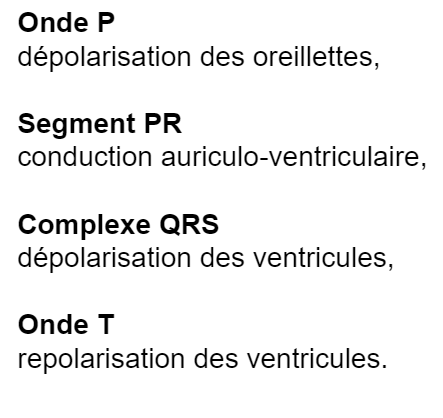 Onde P
dépolarisation des oreillettes,
Segment PR
conduction auriculo-ventriculaire,
Complexe QRS
dépolarisation des ventricules,
Onde T
repolarisation des ventricules.